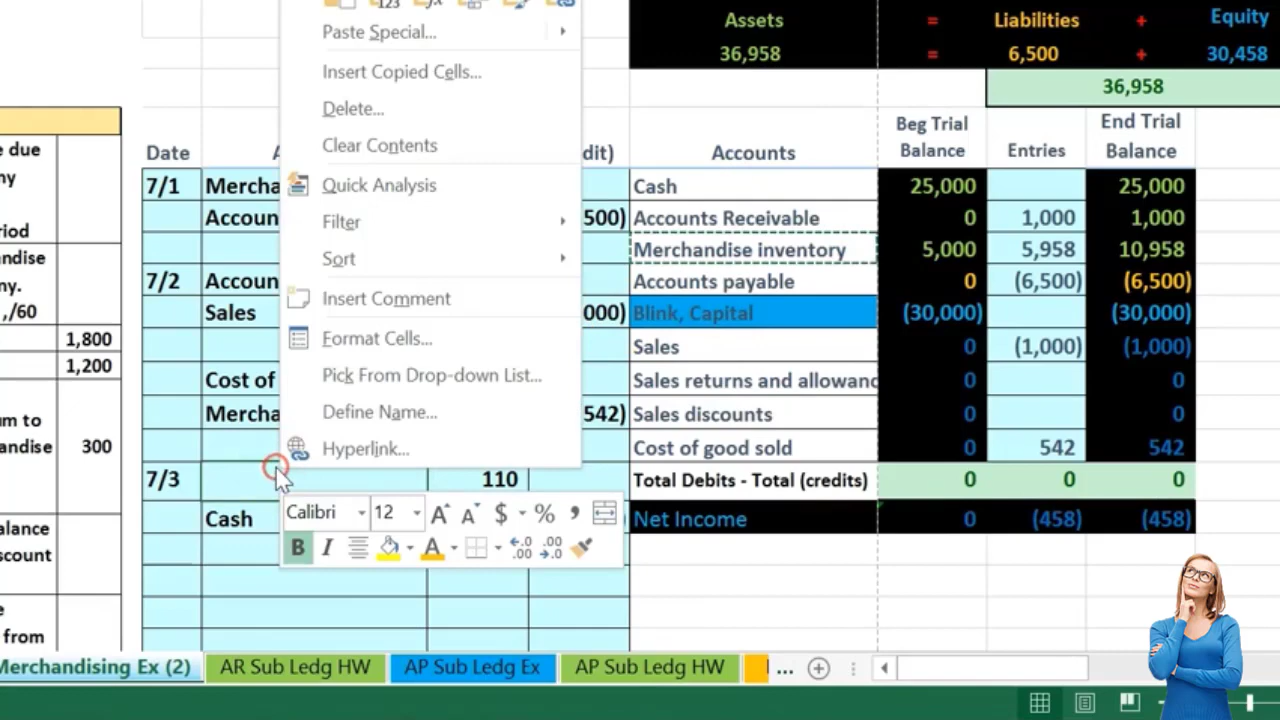 Assets = Liabilities + Equity
36,958 = 6,500 + 30,458
36,958
123
Paste Special...
Insert Copied Cells...
Delete...
Clear Contents
Quick Analysis
Filter
Sort
Insert Comment
Format Cells...
Pick From Drop-down List...
Define Name...
Hyperlink...
Calibri 12 A A $ % ,
B I A
e due
ny
riod
handise
ny.
,/60
1,800
1,200
m to
andise 300
alance
scount
e
from
Date dit) Accounts Beg Trial Balance Entries End Trial Balance
7/1 Mercha Cash 25,000 25,000
Accoun 500) Accounts Receivable 0 1,000 1,000
Merchandise inventory 5,000 5,958 10,958
7/2 Accoun Accounts payable 0 (6,500) (6,500)
Sales 000) Blink, Capital (30,000) (30,000)
Sales 0 (1,000) (1,000)
Cost of Sales returns and allowanc 0 0
Mercha 542) Sales discounts 0 0
Cost of good sold 0 542 542
7/3 110 Total Debits - Total (credits) 0 0 0
Cash Net Income 0 (458) (458)
Merchandising Ex (2) AR Sub Ledg HW AP Sub Ledg Ex AP Sub Ledg HW ...